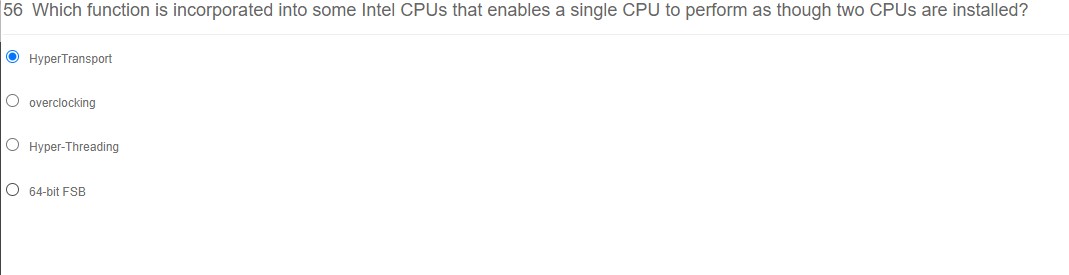 56 Which function is incorporated into some Intel CPUs that enables a single CPU to perform as though two CPUs are installed?
HyperTransport
overclocking
Hyper-Threading
64-bit FSB